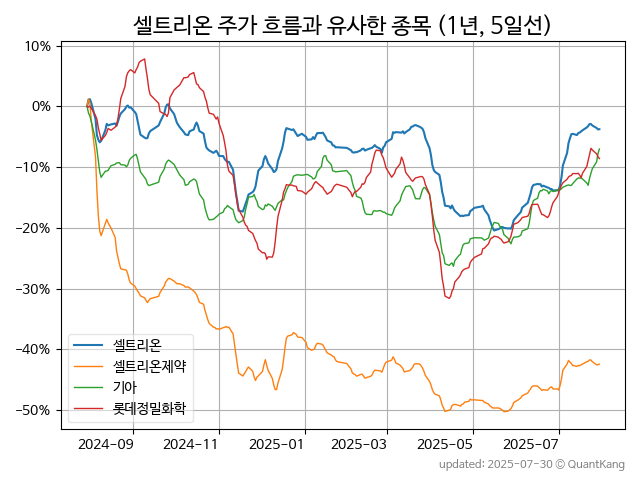 셀트리온 주가 흐름과 유사한 종목 (1년, 5일선)
10%
0%
−10%
−20%
−30%
−40%
−50%
셀트리온
셀트리온제약
기아
롯데정밀화학
2024-09 2024-11 2025-01 2025-03 2025-05 2025-07
updated: 2025-07-30 © QuantKang